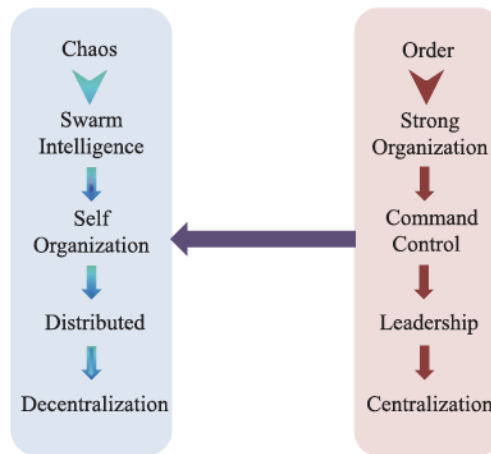 Chaos
Swarm
Intelligence
Self
Organization
Distributed
Decentralization
Order
Strong
Organization
Command
Control
Leadership
Centralization